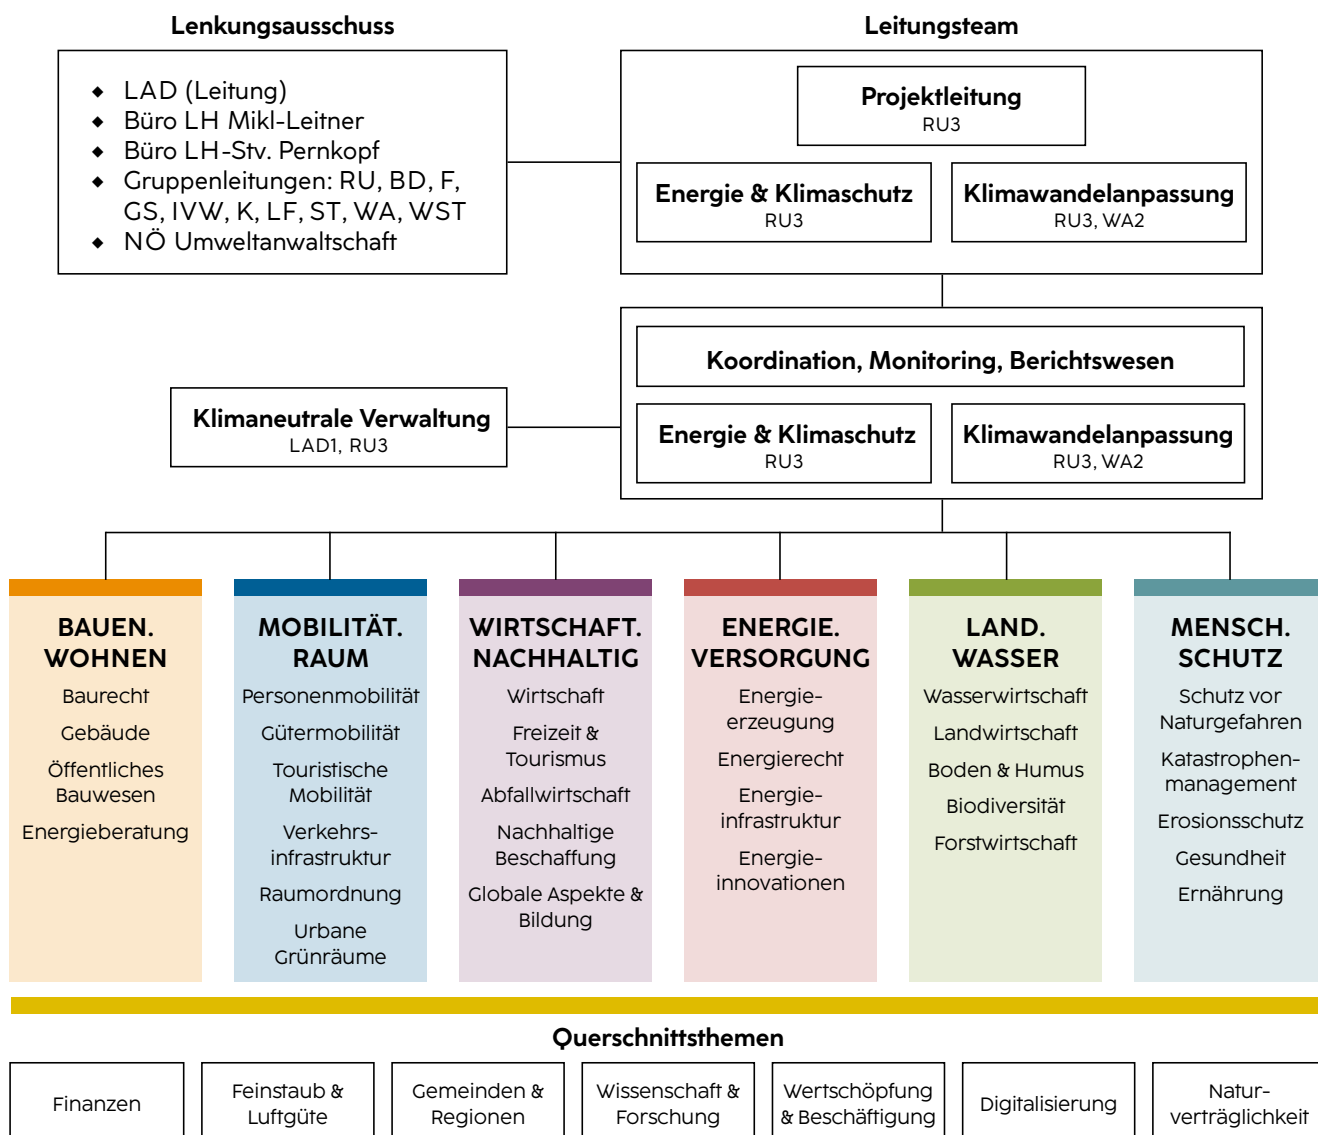 Lenkungsausschuss
◆ LAD (Leitung)
◆ Büro LH Mikl-Leitner
◆ Büro LH-Stv. Pernkopf
◆ Gruppenleitungen: RU, BD, F,
GS, IVW, K, LF, ST, WA, WST
◆ NÖ Umweltanwaltschaft
Leitungsteam
Projektleitung
RU3
Energie & Klimaschutz
RU3
Klimawandelanpassung
RU3, WA2
Koordination, Monitoring, Berichtswesen
Klimaneutrale Verwaltung
LAD1, RU3
Energie & Klimaschutz
RU3
Klimawandelanpassung
RU3, WA2
BAUEN.
WOHNEN
Baurecht
Gebäude
Öffentliches
Bauwesen
Energieberatung
MOBILITÄT.
RAUM
Personenmobilität
Gütermobilität
Touristische
Mobilität
Verkehrs-
infrastruktur
Raumordnung
Urbane
Grünräume
WIRTSCHAFT.
NACHHALTIG
Wirtschaft
Freizeit &
Tourismus
Abfallwirtschaft
Nachhaltige
Beschaffung
Globale Aspekte &
Bildung
ENERGIE.
VERSORGUNG
Energie-
erzeugung
Energierecht
Energie-
infrastruktur
Energie-
innovationen
LAND.
WASSER
Wasserwirtschaft
Landwirtschaft
Boden & Humus
Biodiversität
Forstwirtschaft
MENSCH.
SCHUTZ
Schutz vor
Naturgefahren
Katastrophen-
management
Erosionsschutz
Gesundheit
Ernährung
Querschnittsthemen
Finanzen
Feinstaub &
Luftgüte
Gemeinden &
Regionen
Wissenschaft &
Forschung
Wertschöpfung
& Beschäftigung
Digitalisierung
Natur-
verträglichkeit